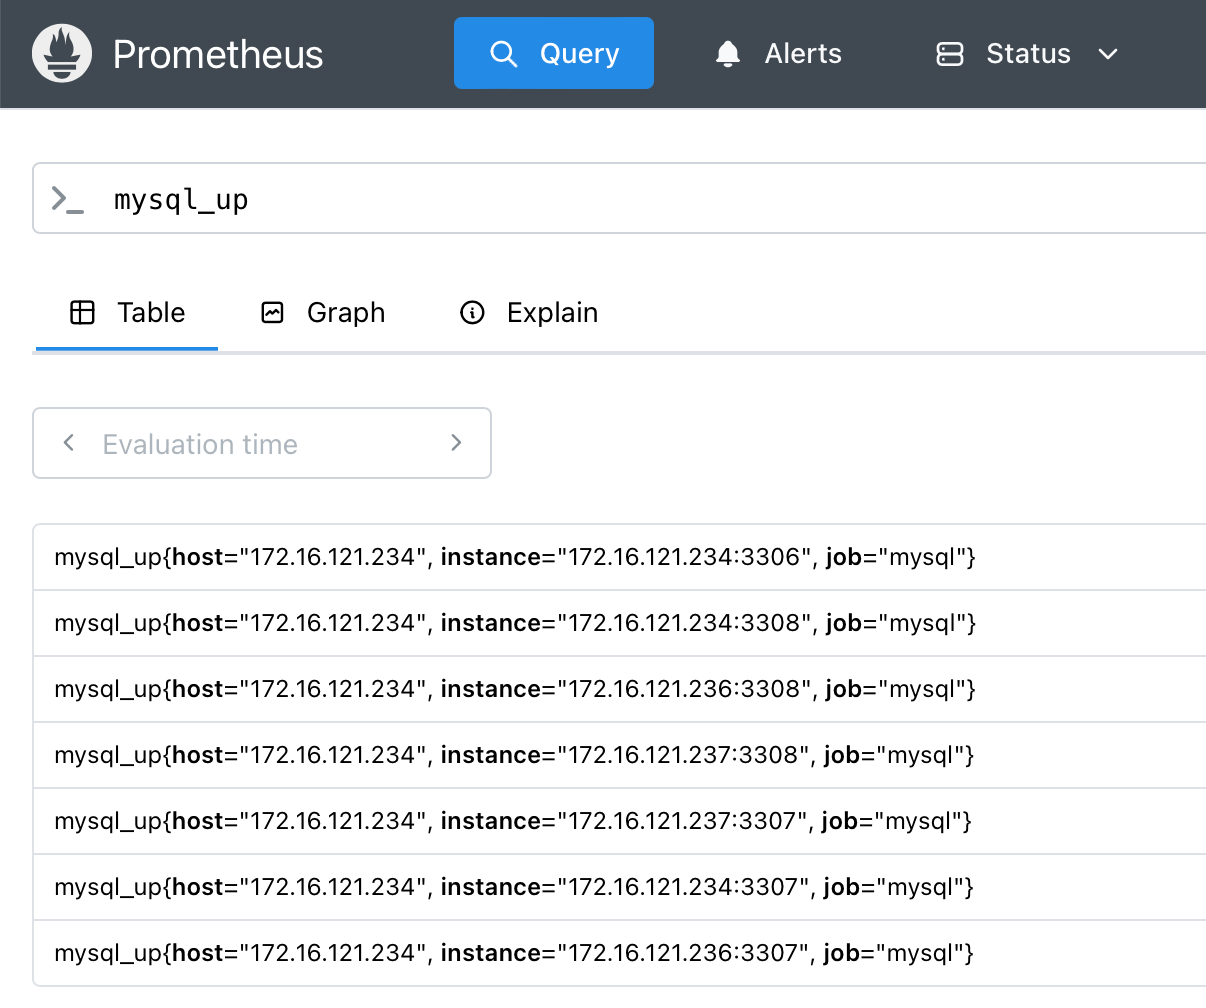 Prometheus Query Alerts Status
mysql_up
Table Graph Explain
Evaluation time
mysql_up{host="172.16.121.234", instance="172.16.121.234:3306", job="mysql"}
mysql_up{host="172.16.121.234", instance="172.16.121.234:3308", job="mysql"}
mysql_up{host="172.16.121.234", instance="172.16.121.236:3308", job="mysql"}
mysql_up{host="172.16.121.234", instance="172.16.121.237:3308", job="mysql"}
mysql_up{host="172.16.121.234", instance="172.16.121.237:3307", job="mysql"}
mysql_up{host="172.16.121.234", instance="172.16.121.234:3307", job="mysql"}
mysql_up{host="172.16.121.234", instance="172.16.121.236:3307", job="mysql"}